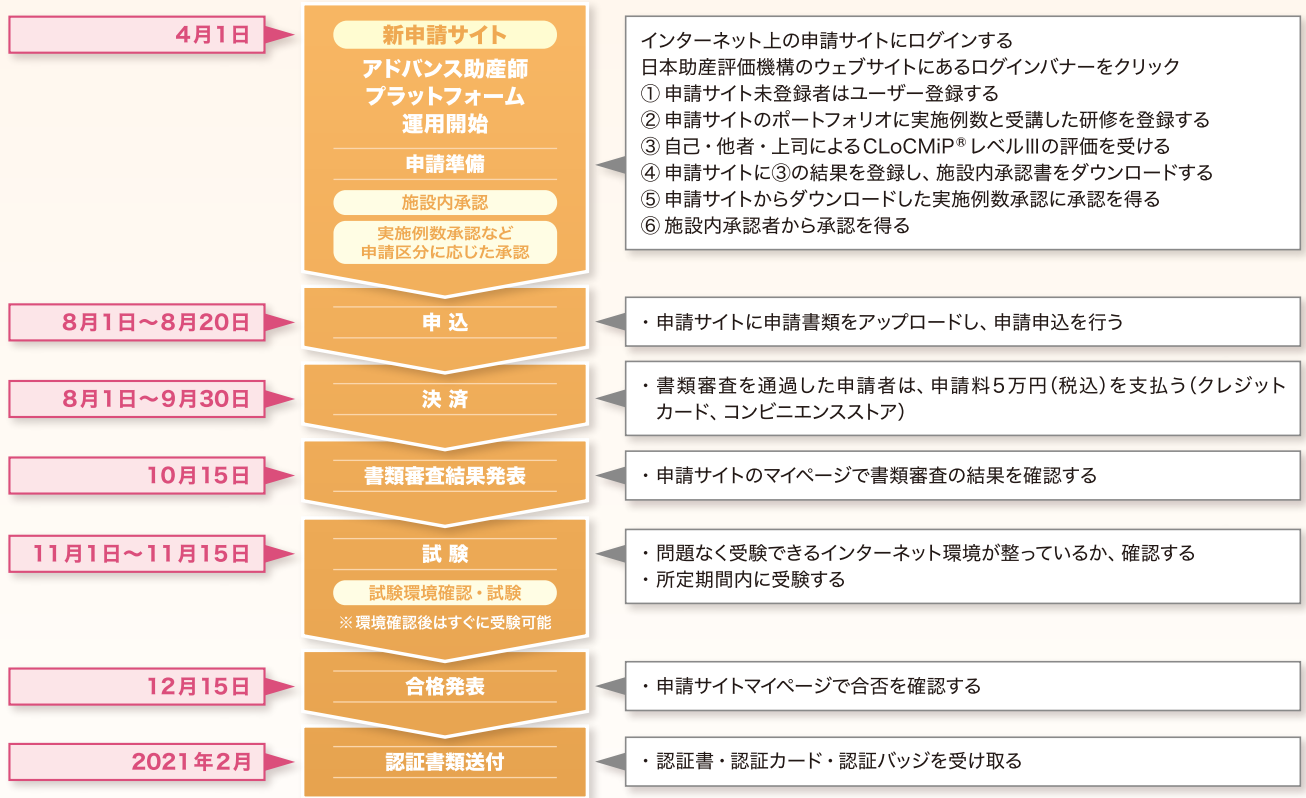 4月1日
新申請サイト
アドバンス助産師
プラットフォーム
運用開始
申請準備
施設内承認
実施例数承認など
申請区分に応じた承認
インターネット上の申請サイトにログインする
日本助産評価機構のウェブサイトにあるログインバナーをクリック
① 申請サイト未登録者はユーザー登録する
② 申請サイトのポートフォリオに実施例数と受講した研修を登録する
③ 自己・他者・上司によるCLoCMiP®レベルⅢの評価を受ける
④ 申請サイトに③の結果を登録し、施設内承認書をダウンロードする
⑤ 申請サイトからダウンロードした実施例数承認に承認を得る
⑥ 施設内承認者から承認を得る
8月1日〜8月20日
申 込
・申請サイトに申請書類をアップロードし、申請申込を行う
8月1日〜9月30日
決 済
・書類審査を通過した申請者は、申請料5万円(税込)を支払う(クレジット
カード、コンビニエンスストア)
10月15日
書類審査結果発表
・申請サイトのマイページで書類審査の結果を確認する
11月1日〜11月15日
試 験
試験環境確認・試験
※環境確認後はすぐに受験可能
・問題なく受験できるインターネット環境が整っているか、確認する
・所定期間内に受験する
12月15日
合格発表
・申請サイトマイページで合否を確認する
2021年2月
認証書類送付
・認証書・認証カード・認証バッジを受け取る